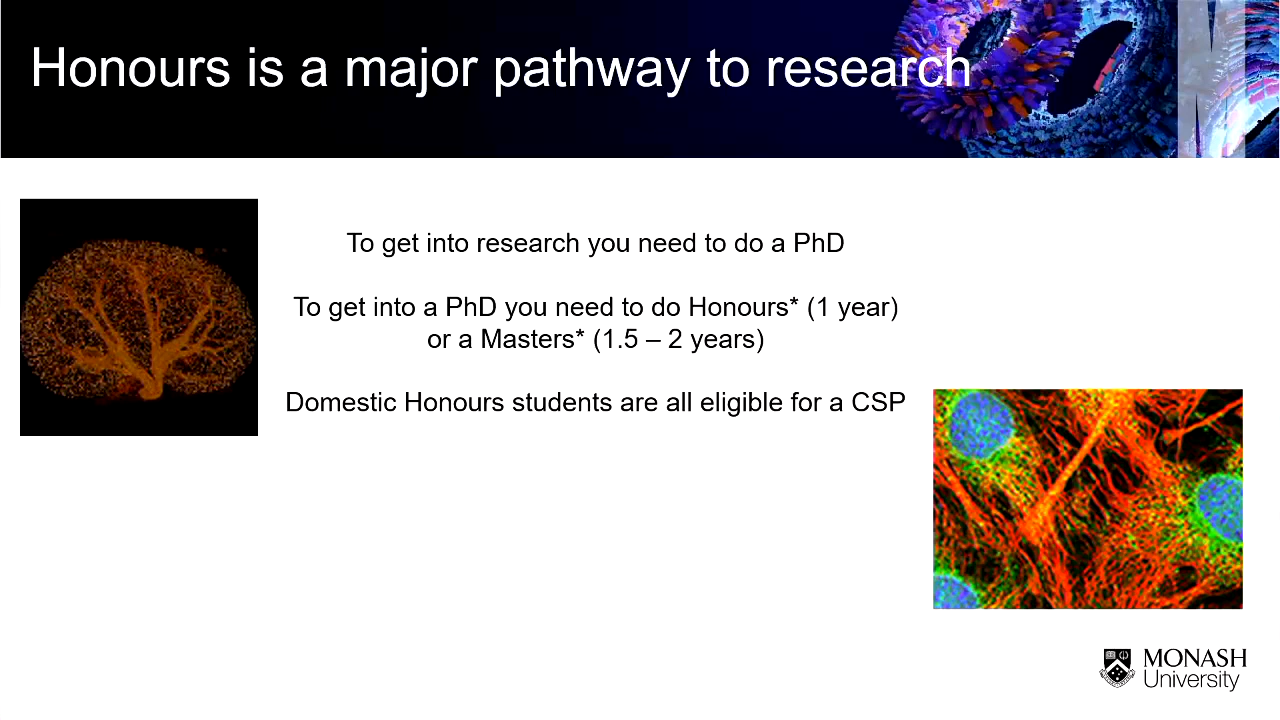 Honours is a major pathway to research
To get into research you need to do a PhD
To get into a PhD you need to do Honours* (1 year)
or a Masters* (1.5 – 2 years)
Domestic Honours students are all eligible for a CSP
MONASH
University